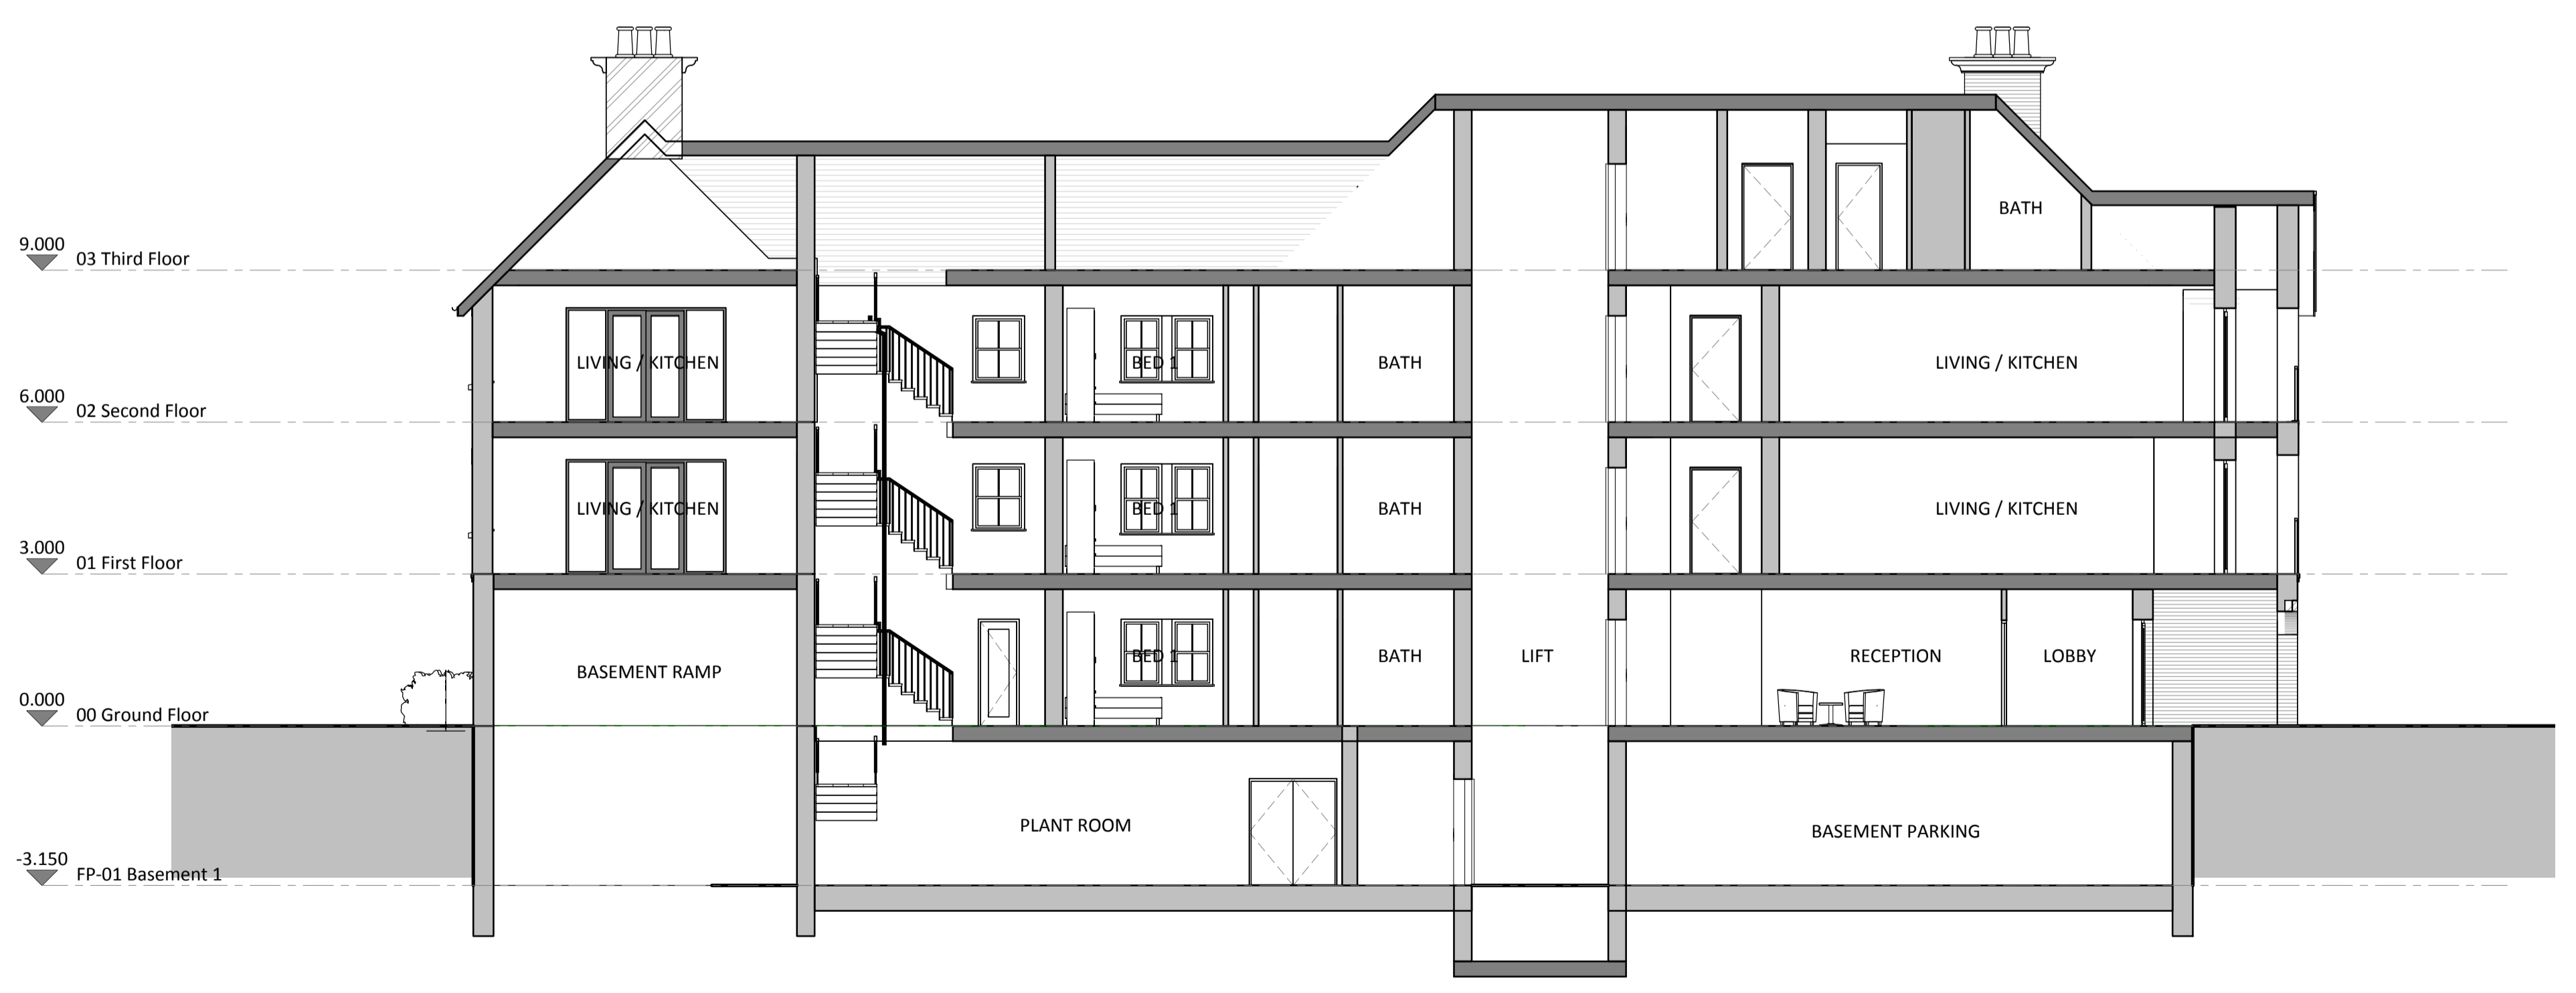 BATH
9.000
03 Third Floor
LIVING / KITCHEN
BED 1
BATH
LIVING / KITCHEN
6.000
02 Second Floor
LIVING / KITCHEN
BED 1
BATH
LIVING / KITCHEN
3.000
01 First Floor
BASEMENT RAMP
BED 1
BATH
LIFT
RECEPTION
LOBBY
0.000
00 Ground Floor
PLANT ROOM
BASEMENT PARKING
-3.150
FP-01 Basement 1